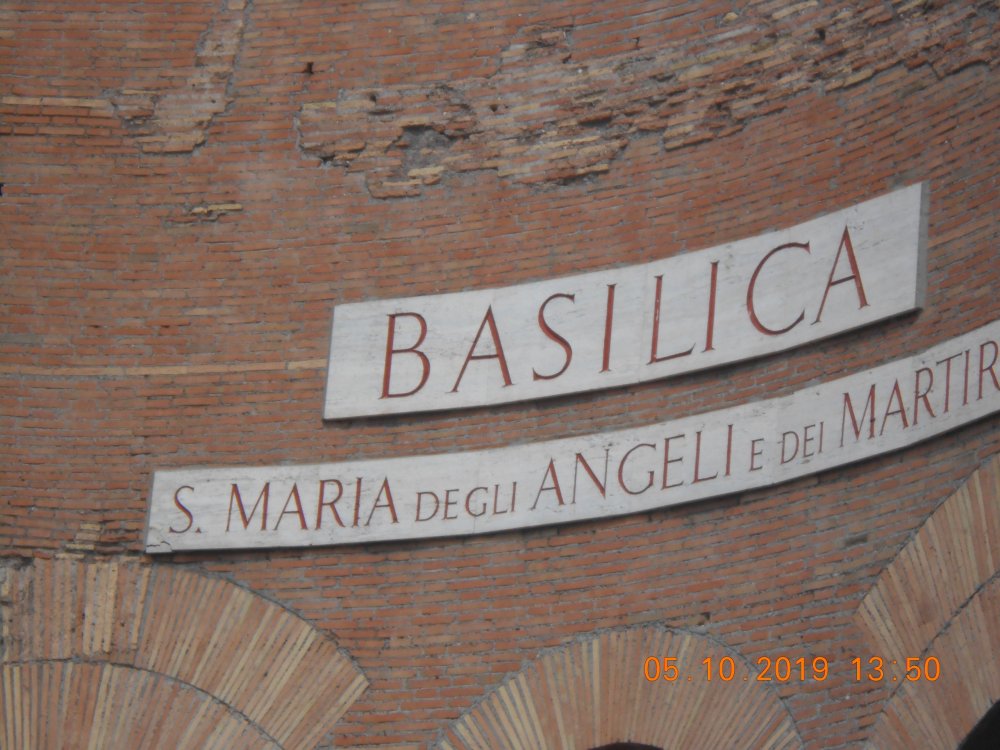 BASILICA
S. MARIA DEGLI ANGELI E DEI MARTIR
05.10.2019 13:50